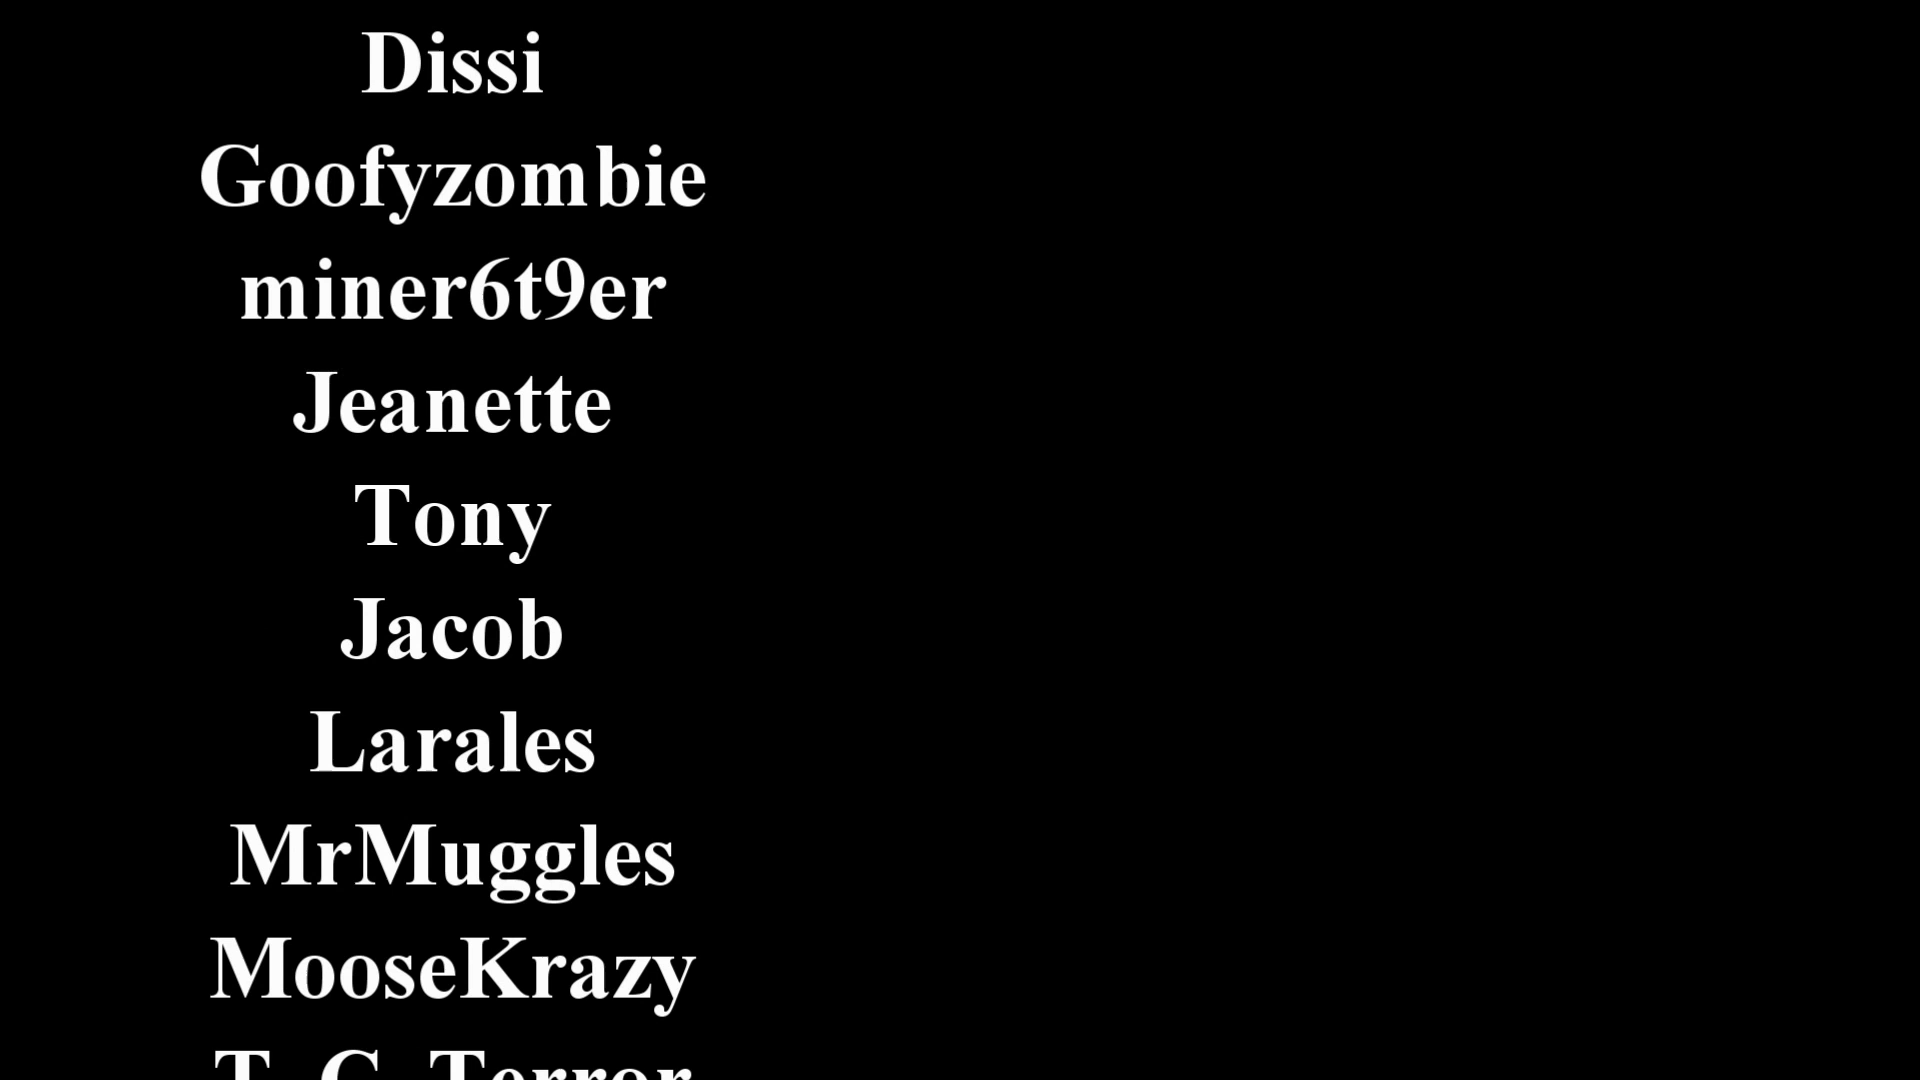 Dissi
Goofyzombie
miner6t9er
Jeanette
Tony
Jacob
Larales
MrMuggles
MooseKrazy